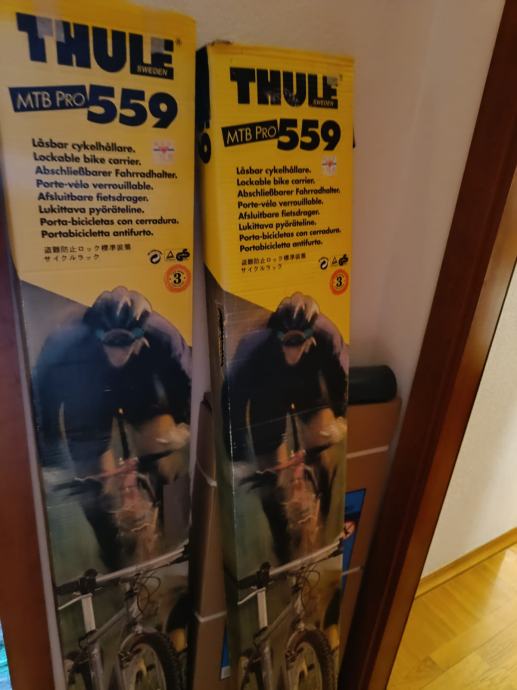 THULE
SWEDEN
MTB PRO 559
Låsbar cykelhållare.
Lockable bike carrier.
Abschließbarer Fahrradhalter.
Porte-vélo verrouillable.
Afsluitbare fietsdrager.
Lukittava pyöräteline.
Porta-bicicletas con cerradura.
Portabicicletta antifurto.
盗難防止ロック標準装備
サイクルラック
3
THULE
SWEDEN
MTB PRO 559
Låsbar cykelhållare.
Lockable bike carrier.
Abschließbarer Fahrradhalter.
Porte-vélo verrouillable.
Afsluitbare fietsdrager.
Lukittava pyöräteline.
Porta-bicicletas con cerradura.
Portabicicletta antifurto.
盗難防止ロック標準装備
サイクルラック
3